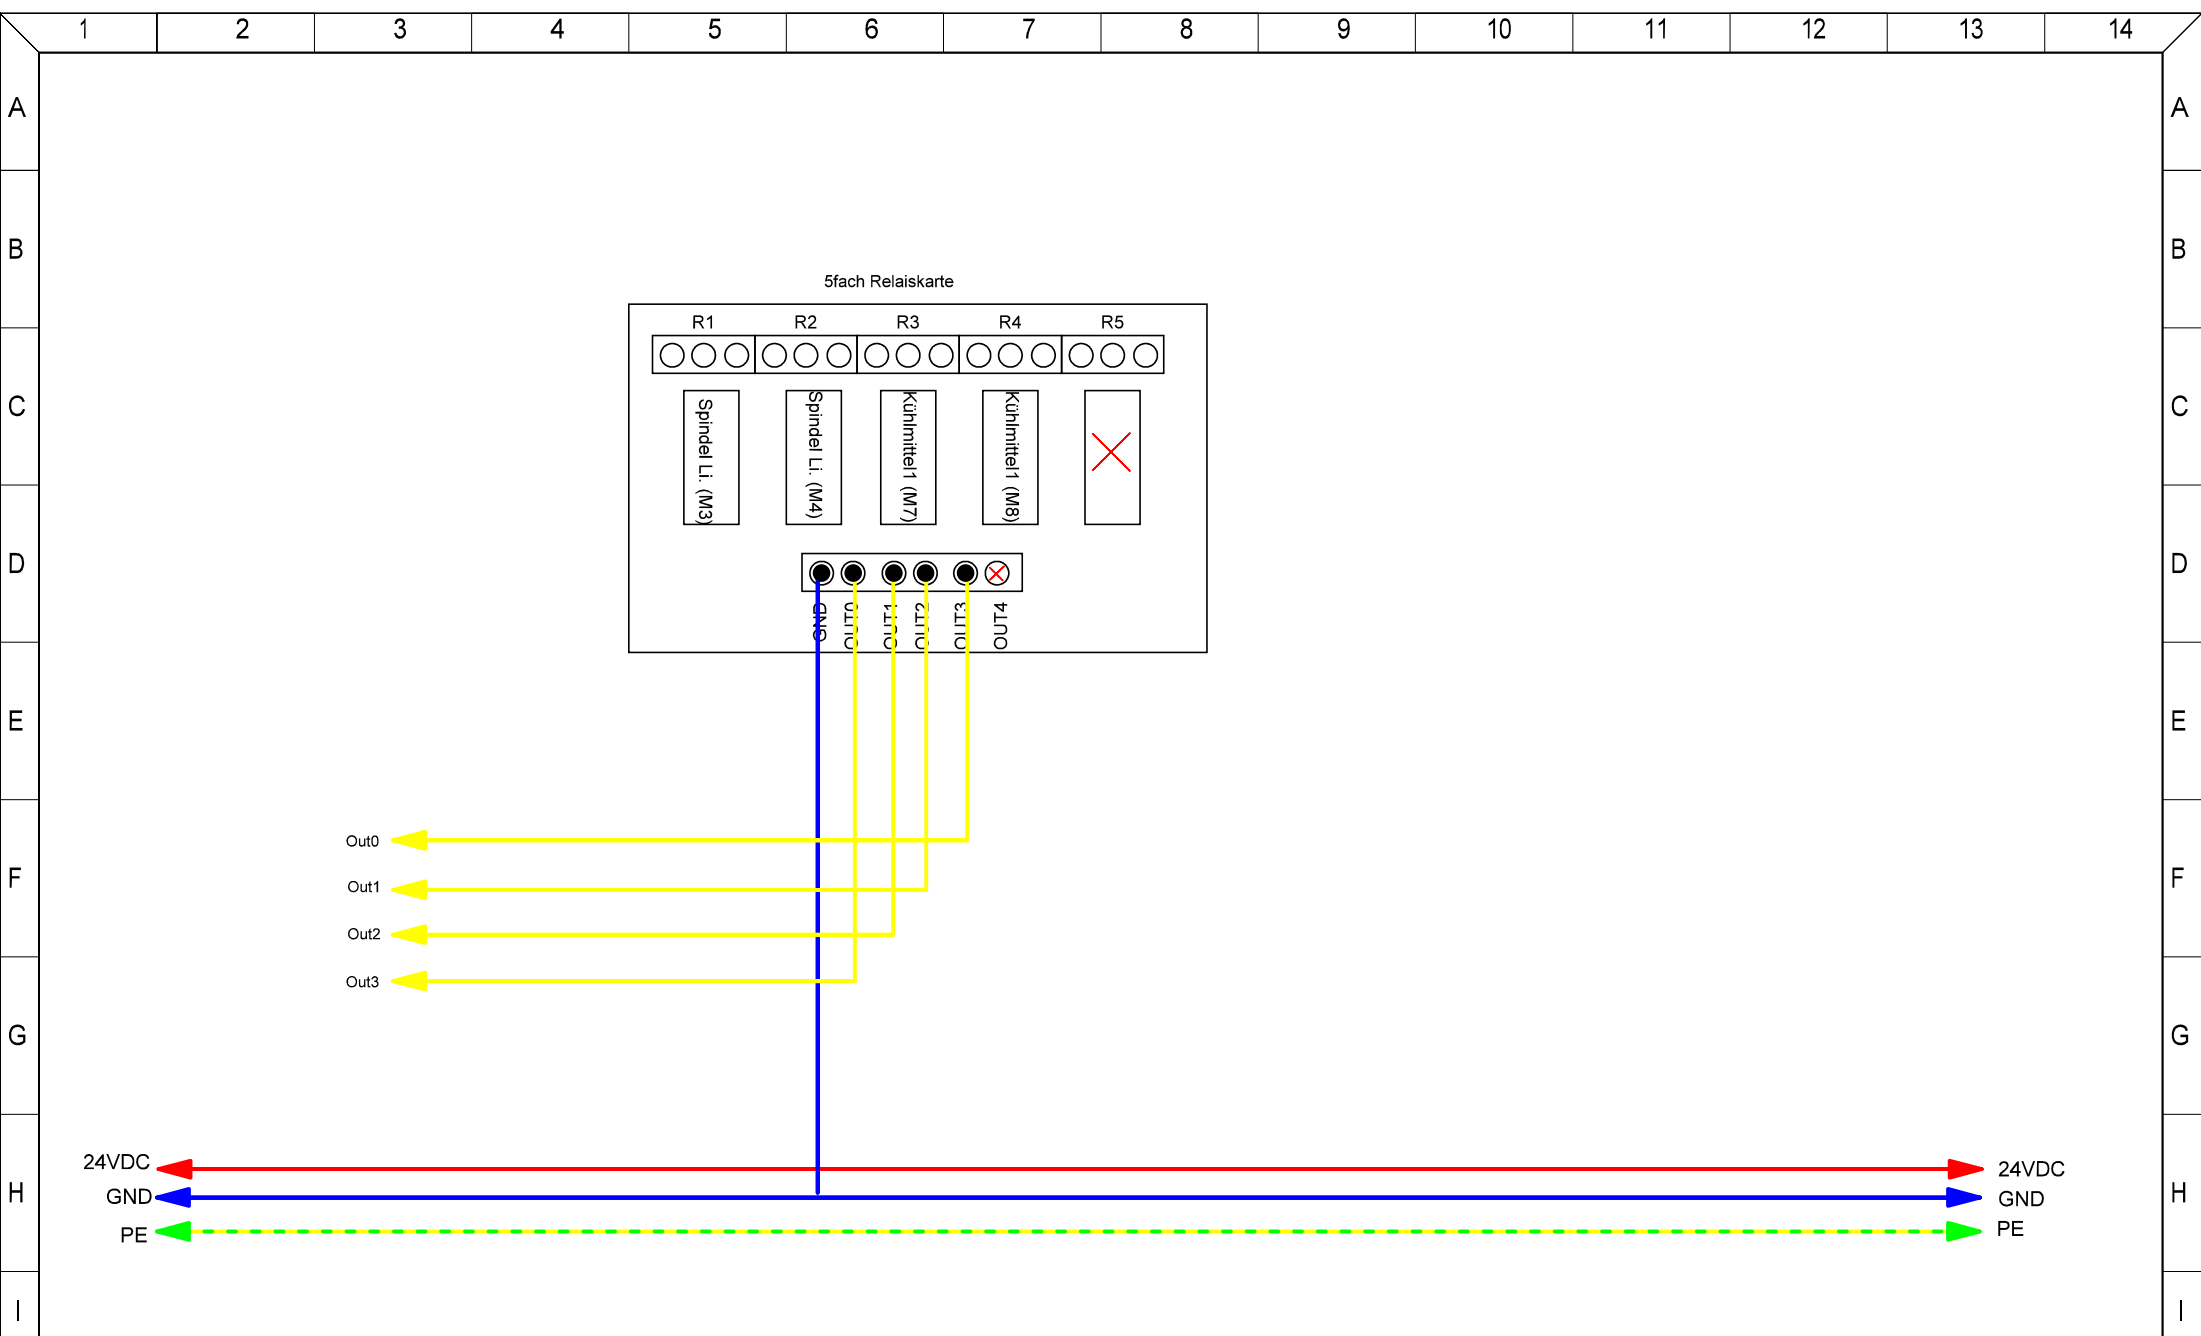 1 2 3 4 5 6 7 8 9 10 11 12 13 14
A A
B B
5fach Relaiskarte
R1 R2 R3 R4 R5
C C
Spindel Li. (M3)
Spindel Li. (M4)
Kühlmittel1 (M7)
Kühlmittel1 (M8)
D D
GND
OUT0
OUT1
OUT2
OUT3
OUT4
E E
Out0
F F
Out1
Out2
Out3
G G
24VDC 24VDC
H H
GND GND
PE PE
I I